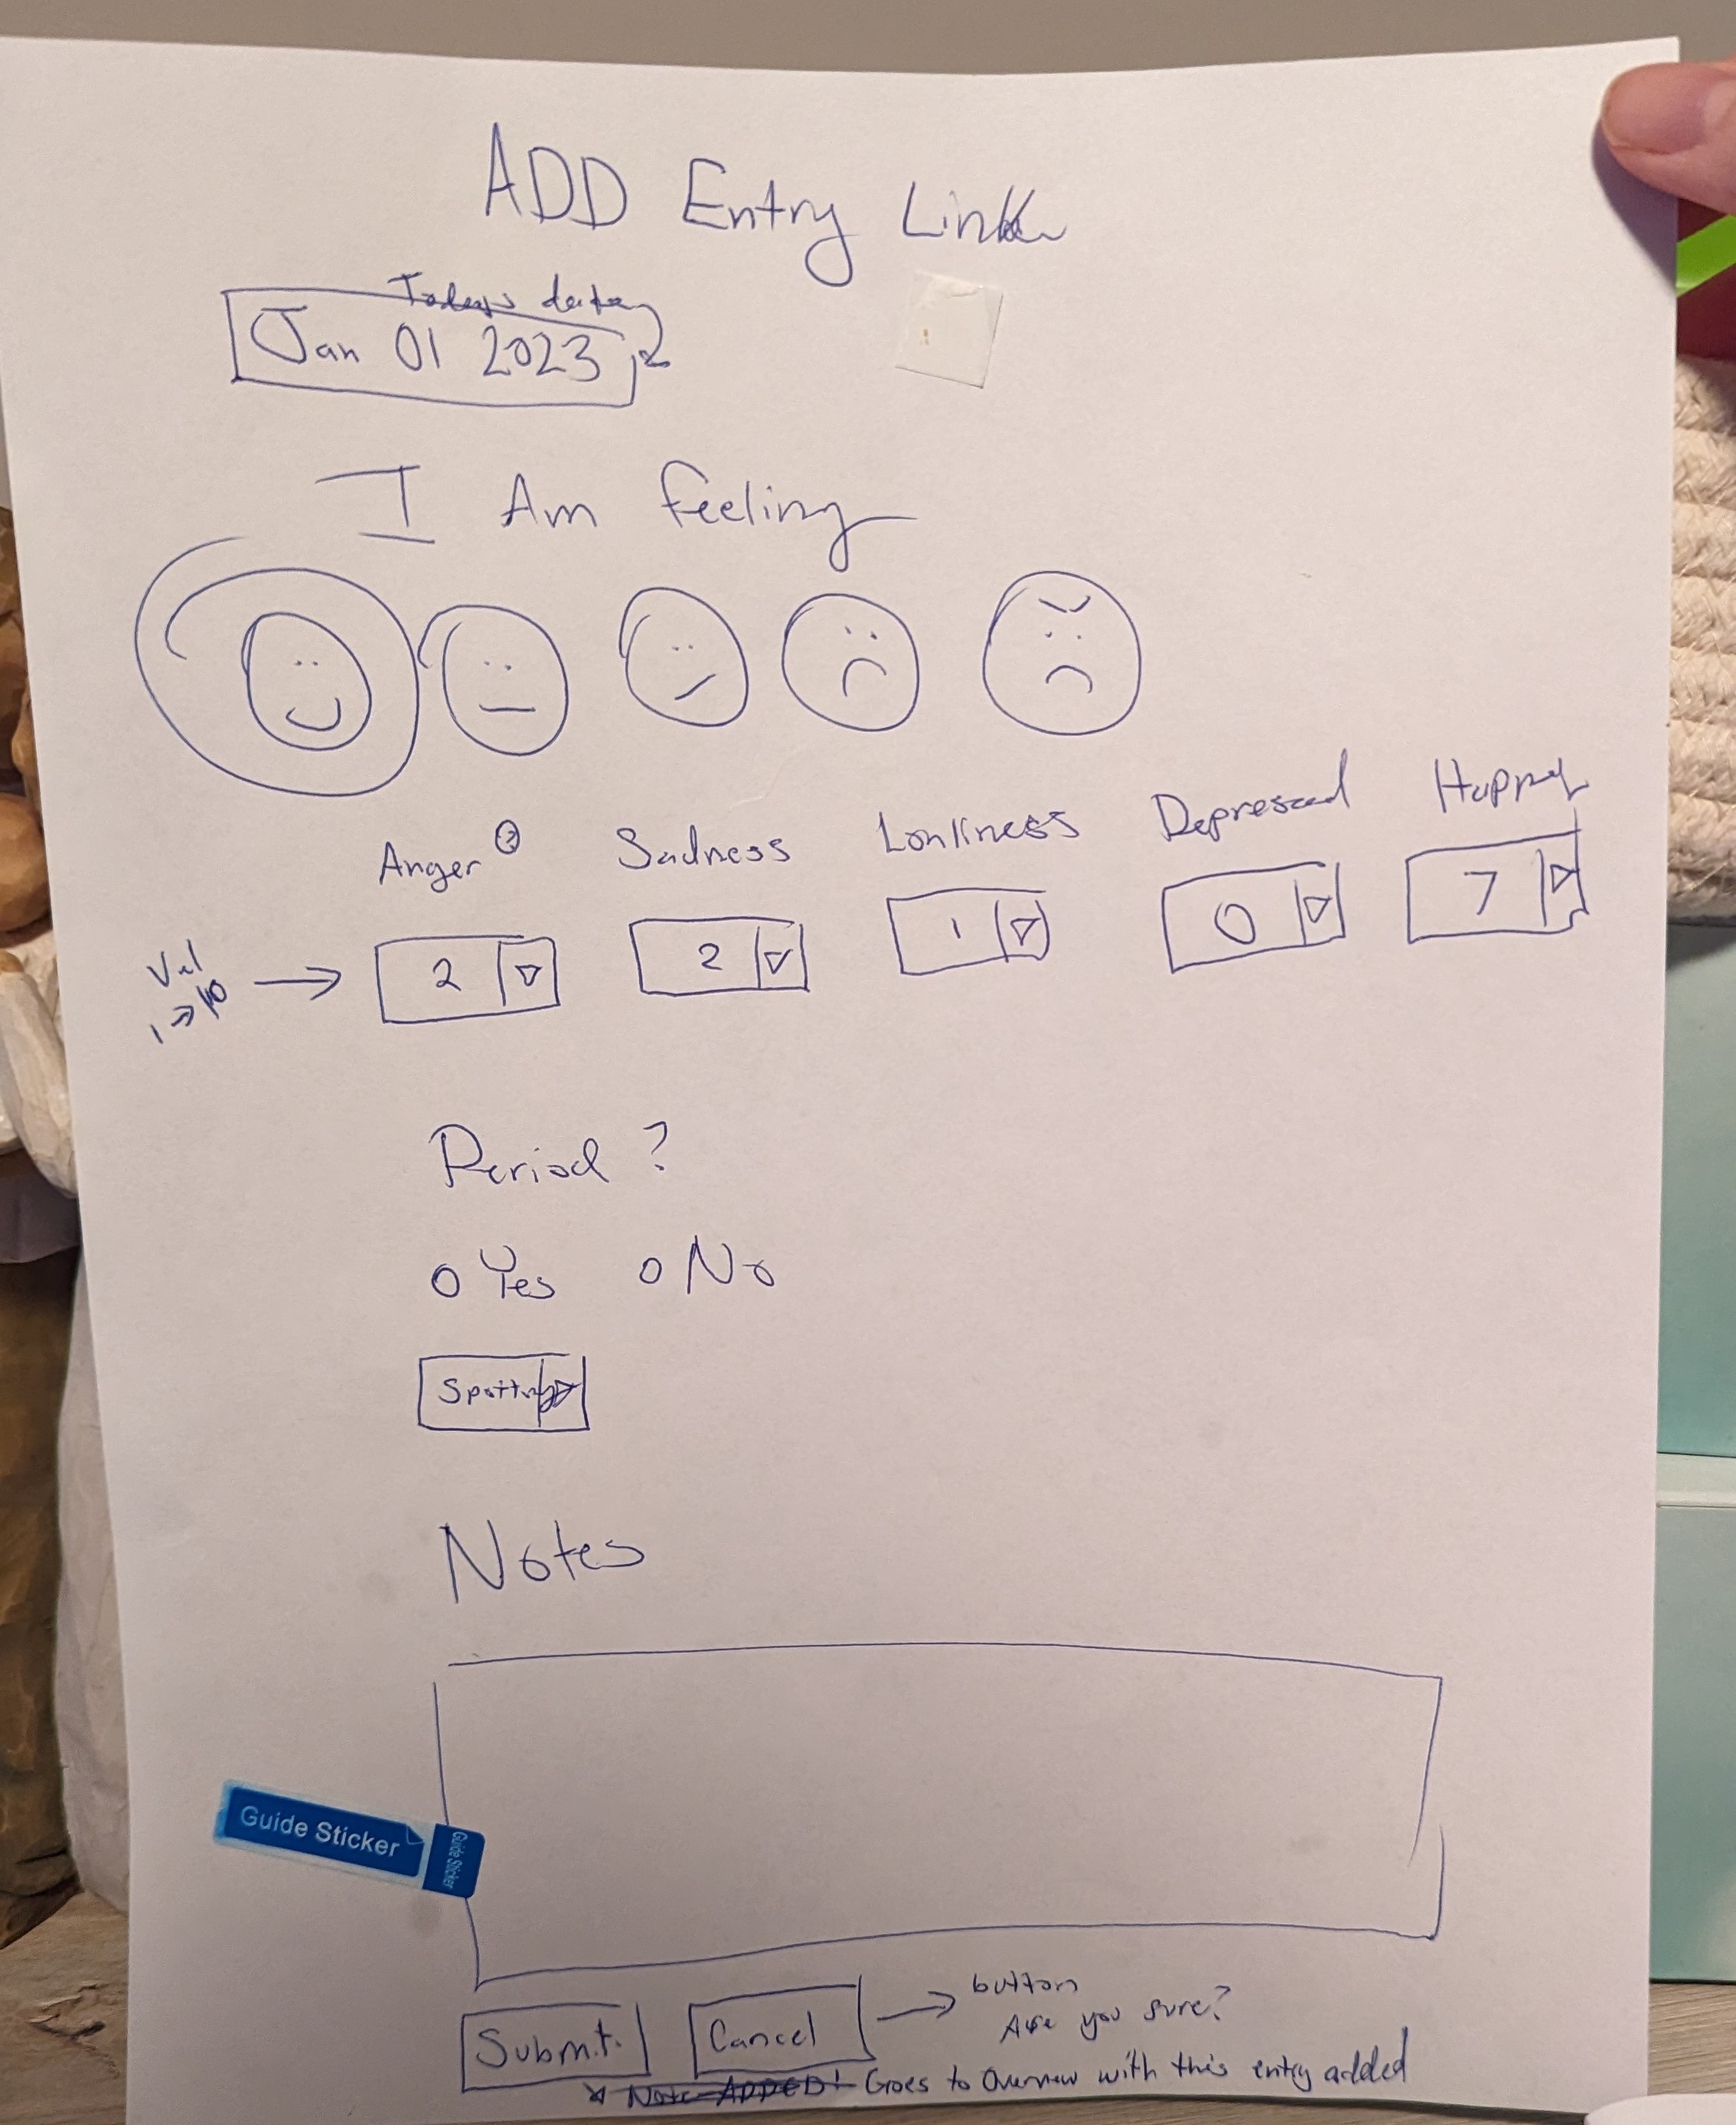 ADD Entry Link
Todays date
Jan 01 2023
I Am feeling
Anger ?
Sadness
Lonliness
Depressed
Happy
Val
1 → 10
2
2
1
0
7
Period ?
O Yes O No
Spotting
Notes
Guide Sticker
Guide Sticker
Submit
Cancel
button
Are you sure?
Note ADDED! Goes to Overview with this entry added